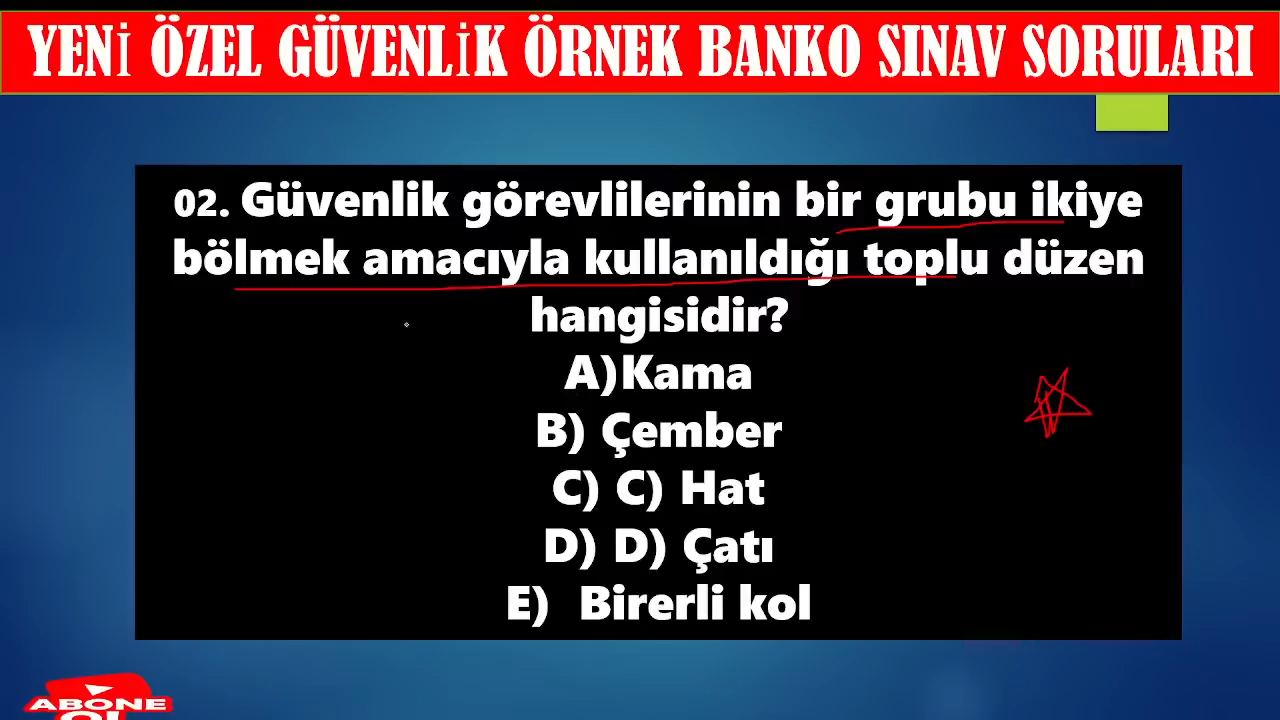 YENİ ÖZEL GÜVENLİK ÖRNEK BANKO SINAV SORULARI
02. Güvenlik görevlilerinin bir grubu ikiye
bölmek amacıyla kullanıldığı toplu düzen
hangisidir?
A)Kama
B) Çember
C) C) Hat
D) D) Çatı
E) Birerli kol
ABONE
OL